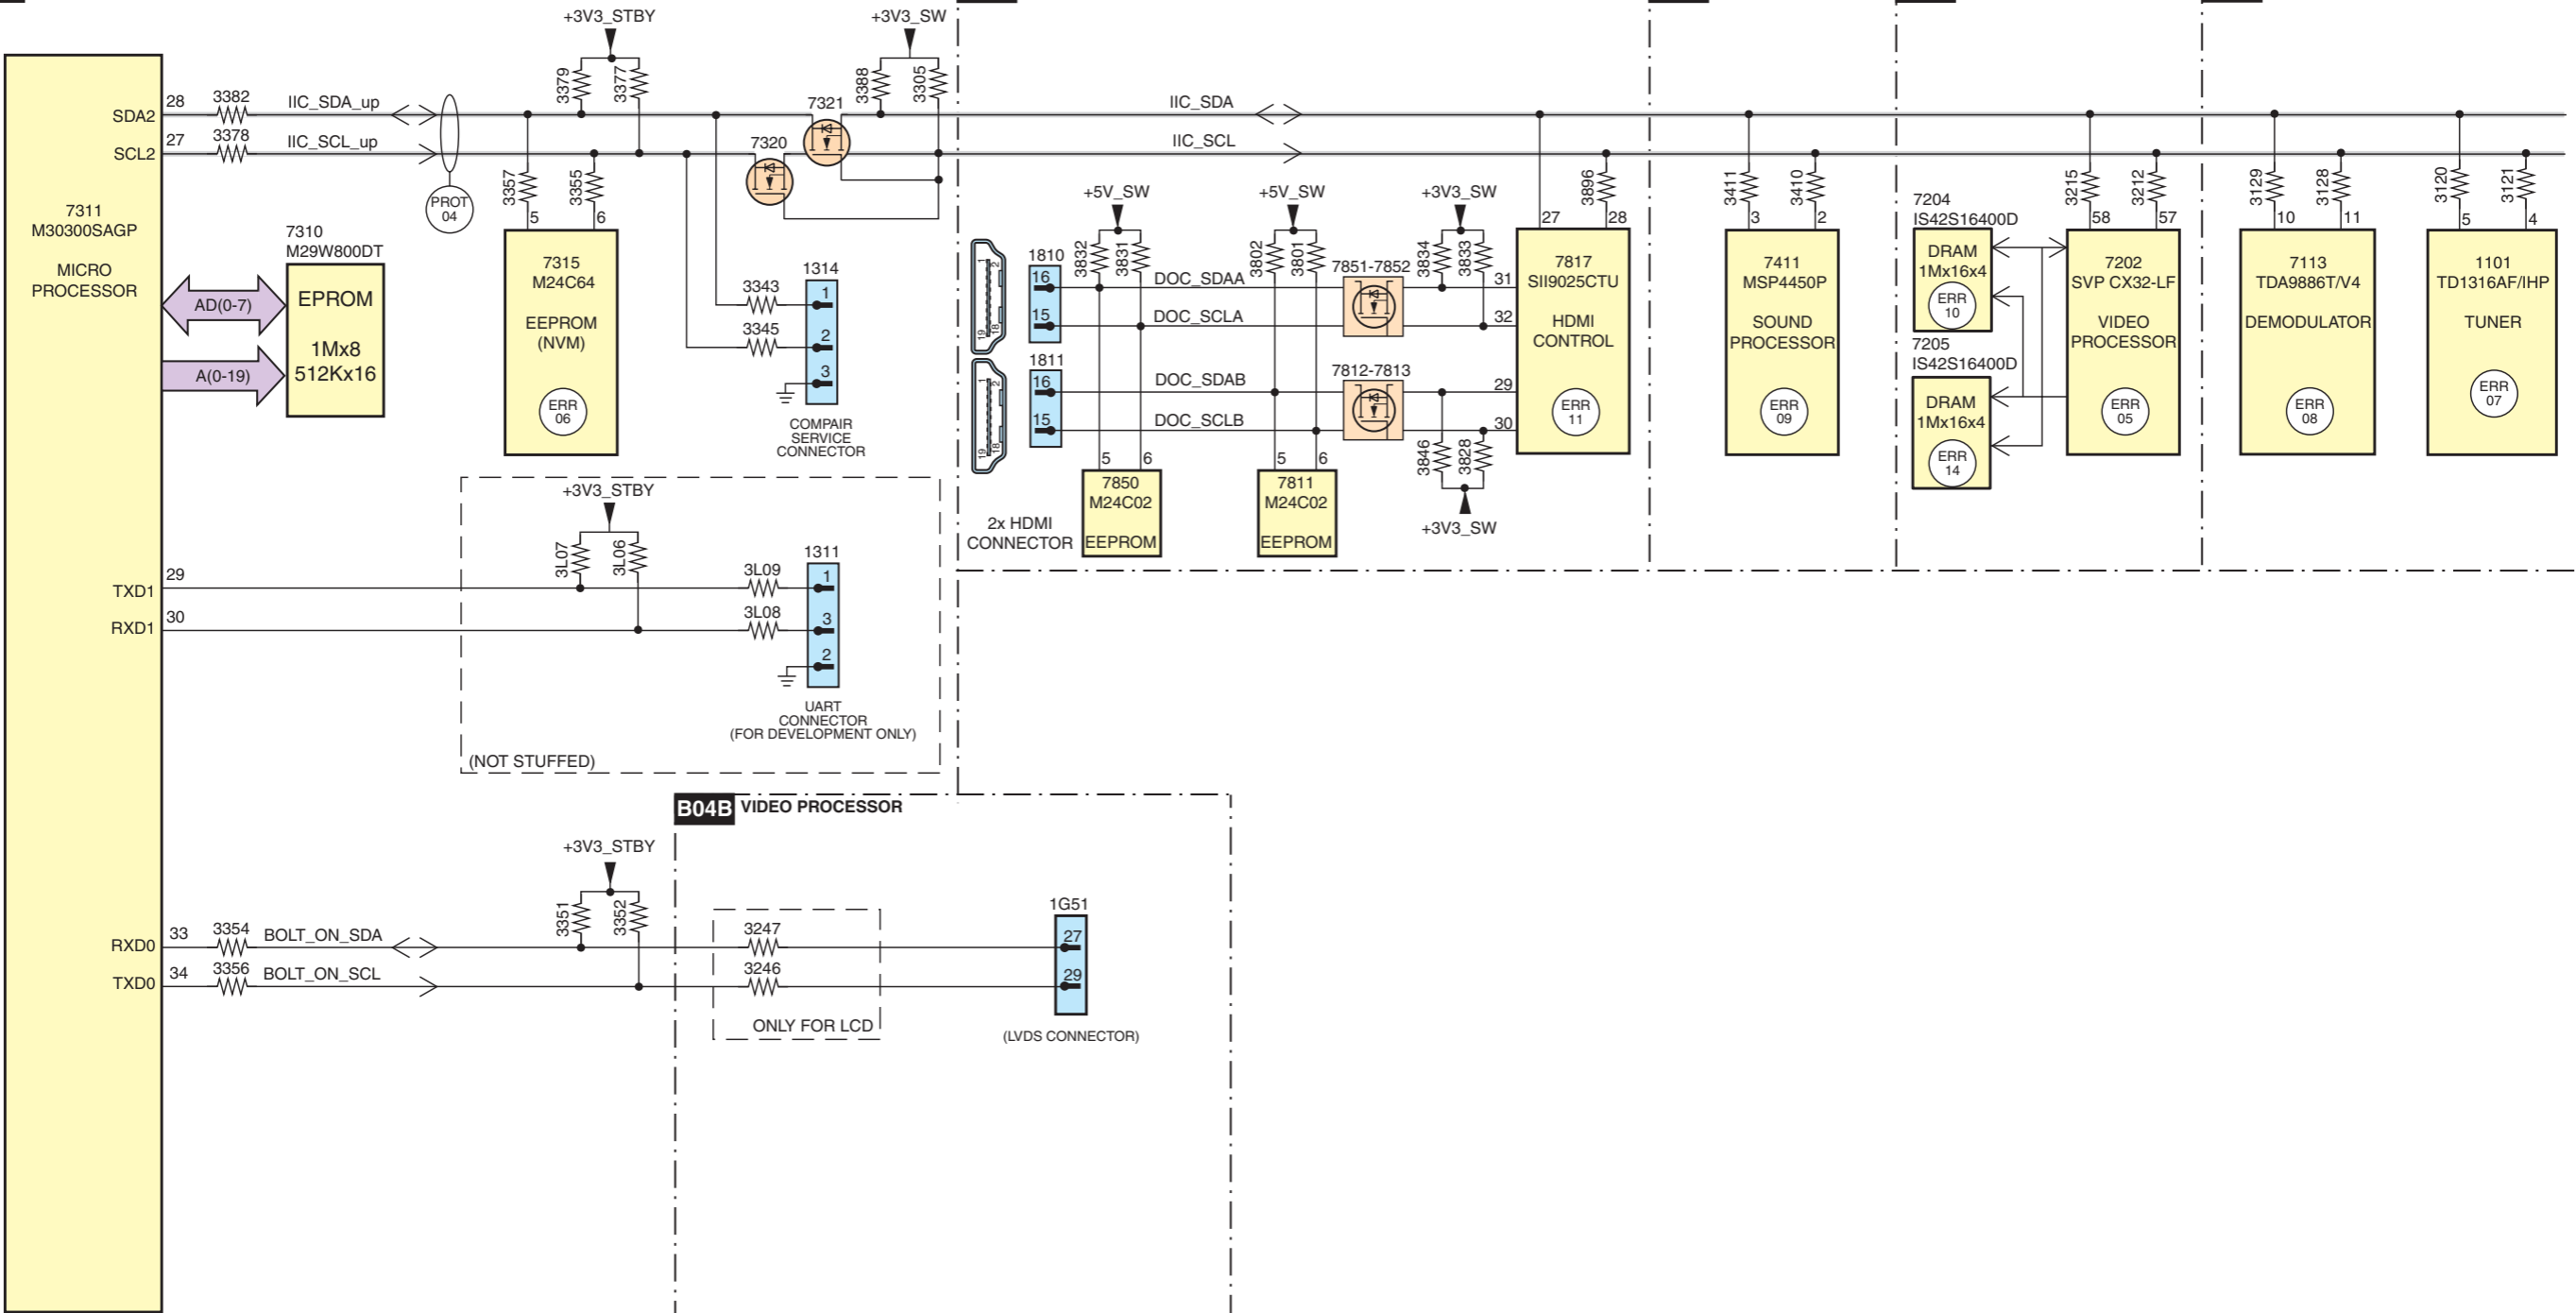 +3V3_STBY
+3V3_SW
3379
3377
3388
3305
SDA2
28
3382
IIC_SDA_up
7321
IIC_SDA
SCL2
27
3378
IIC_SCL_up
7320
IIC_SCL
PROT
04
3357
3355
5
6
7311
M30300SAGP
MICRO
PROCESSOR
7310
M29W800DT
EPROM
1Mx8
512Kx16
AD(0-7)
A(0-19)
7315
M24C64
EEPROM
(NVM)
ERR
06
3343
3345
1314
1
2
3
COMPAIR
SERVICE
CONNECTOR
1
2
19
18
1
2
19
18
1810
16
15
1811
16
15
2x HDMI
CONNECTOR
+5V_SW
3832
3831
+5V_SW
3802
3801
+3V3_SW
3834
3833
DOC_SDAA
DOC_SCLA
7851-7852
DOC_SDAB
DOC_SCLB
7812-7813
5
6
7850
M24C02
EEPROM
5
6
7811
M24C02
EEPROM
3846
3828
+3V3_SW
3896
27
28
31
32
29
30
7817
SII9025CTU
HDMI
CONTROL
ERR
11
3411
3410
3
2
7411
MSP4450P
SOUND
PROCESSOR
ERR
09
7204
IS42S16400D
DRAM
1Mx16x4
ERR
10
7205
IS42S16400D
DRAM
1Mx16x4
ERR
14
3215
3212
58
57
7202
SVP CX32-LF
VIDEO
PROCESSOR
ERR
05
3129
3128
10
11
7113
TDA9886T/V4
DEMODULATOR
ERR
08
3120
3121
5
4
1101
TD1316AF/IHP
TUNER
ERR
07
+3V3_STBY
3L07
3L06
TXD1
29
3L09
RXD1
30
3L08
1311
1
3
2
UART
CONNECTOR
(FOR DEVELOPMENT ONLY)
(NOT STUFFED)
B04B VIDEO PROCESSOR
+3V3_STBY
3351
3352
RXD0
33
3354
BOLT_ON_SDA
3247
TXD0
34
3356
BOLT_ON_SCL
3246
ONLY FOR LCD
1G51
27
29
(LVDS CONNECTOR)